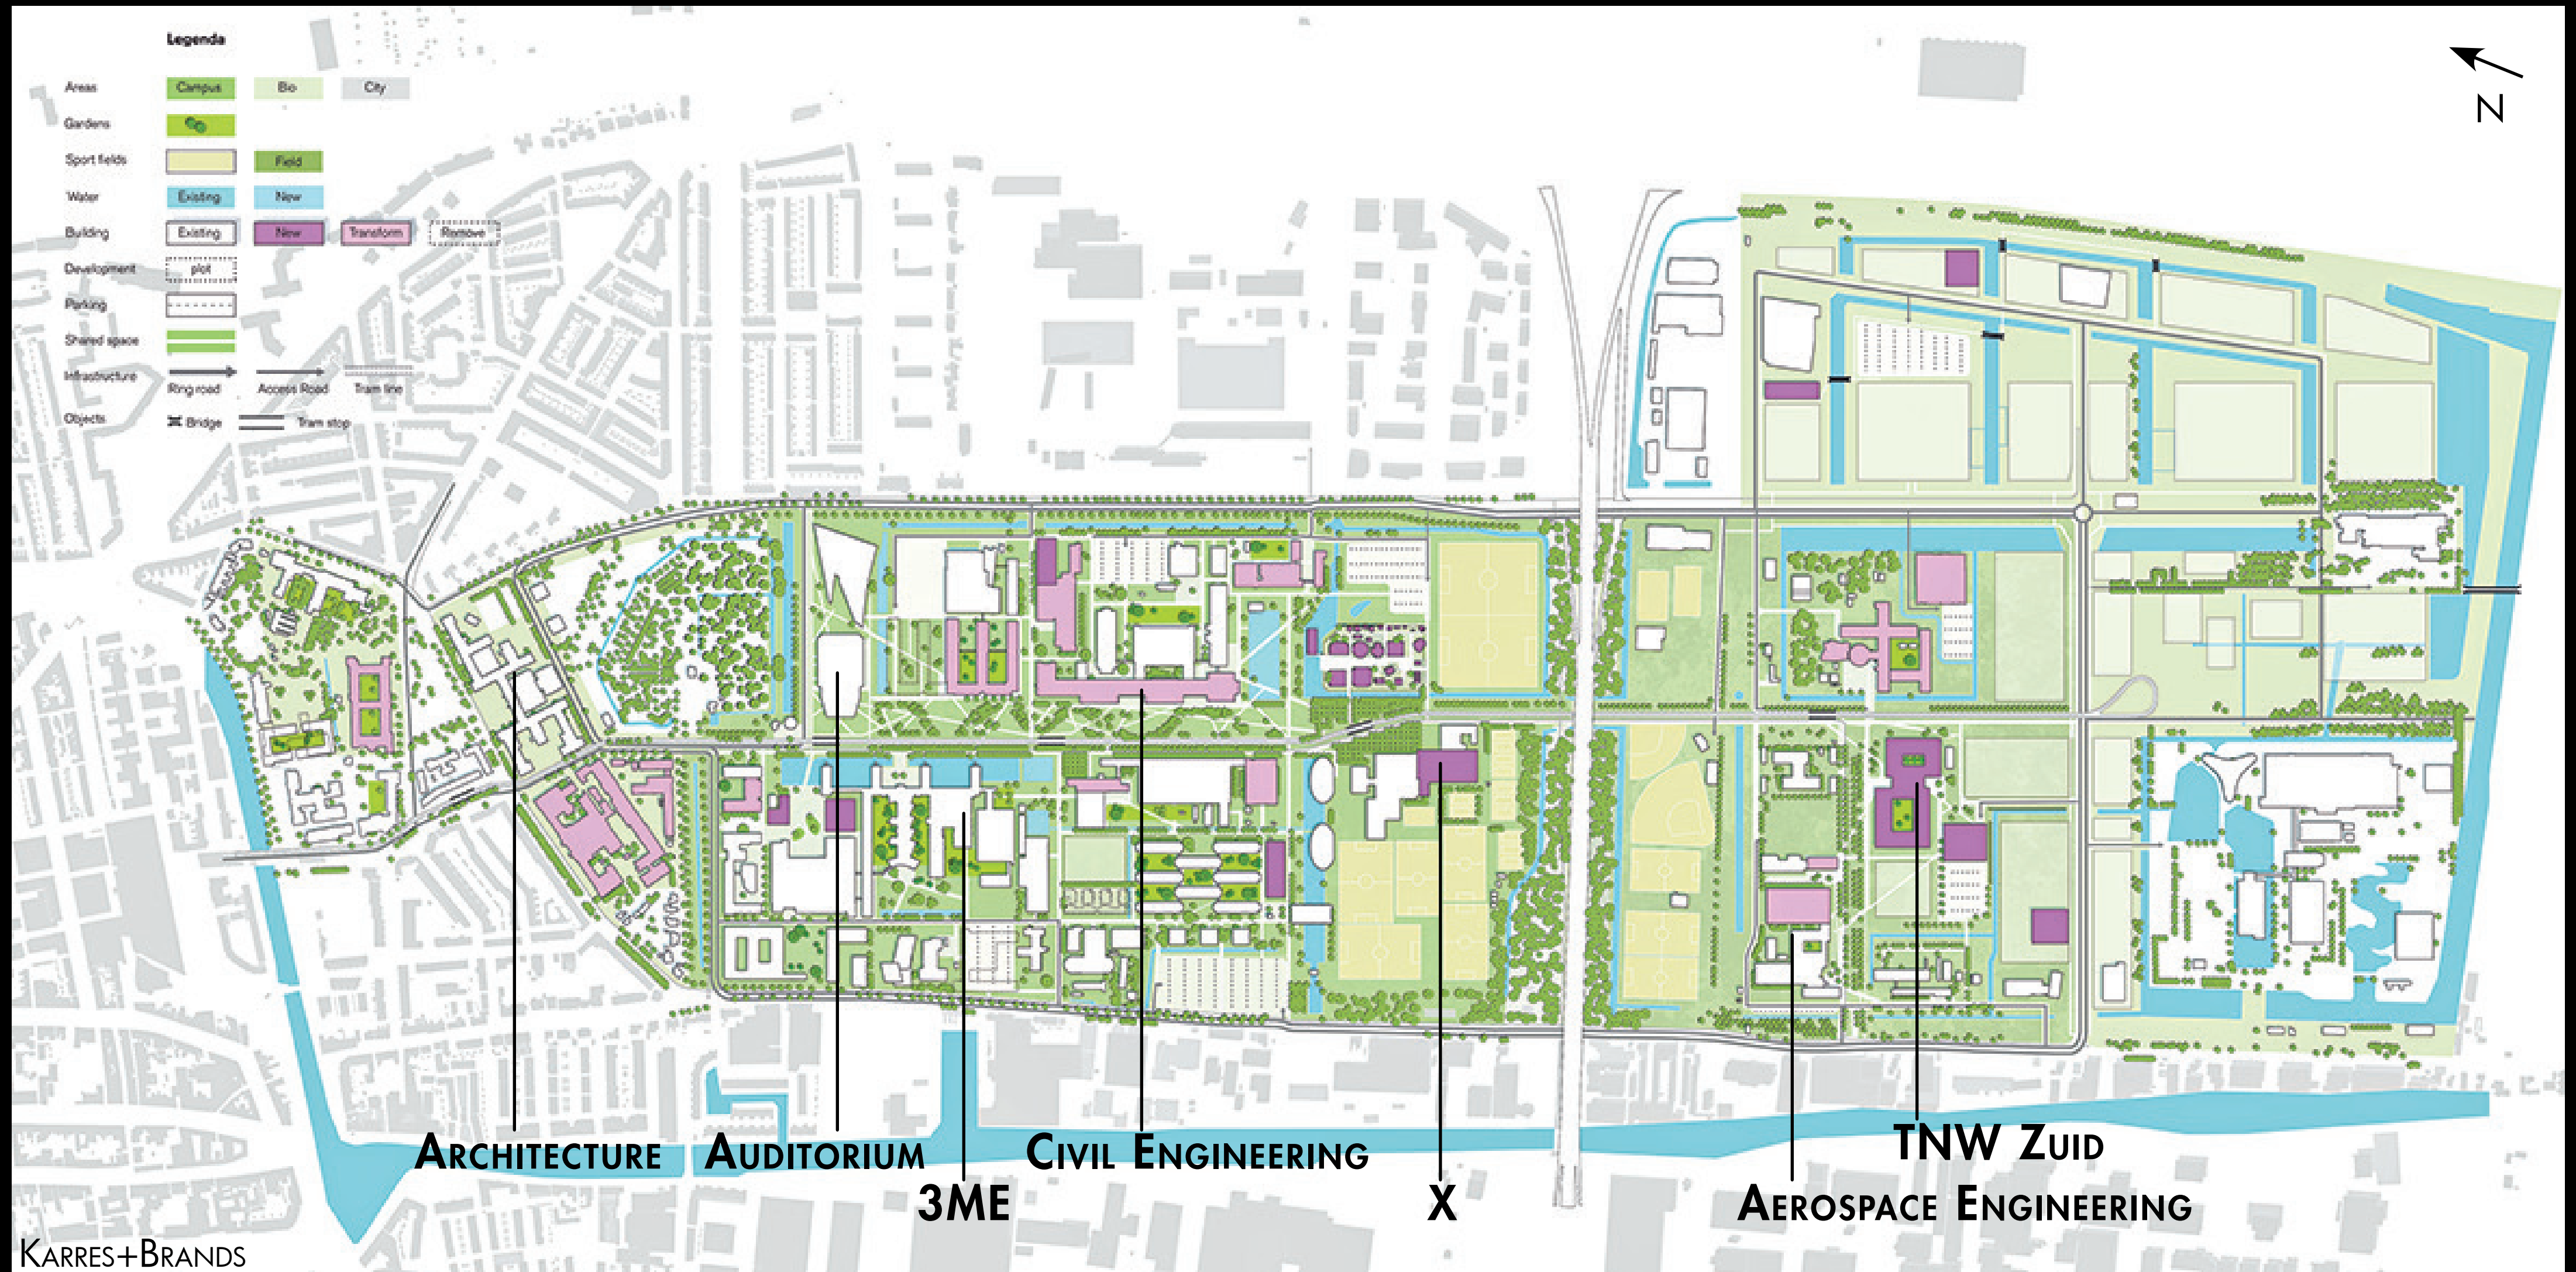 Legenda
Areas Campus Bio City
Gardens
Sport fields Field
Water Existing New
Building Existing New Transform Remove
Development plot
Parking
Shared space
Infrastructure
Ring road Access Road Tram line
Objects Bridge Tram stop
N
Architecture Auditorium Civil Engineering TNW Zuid
3ME X Aerospace Engineering
Karres+Brands